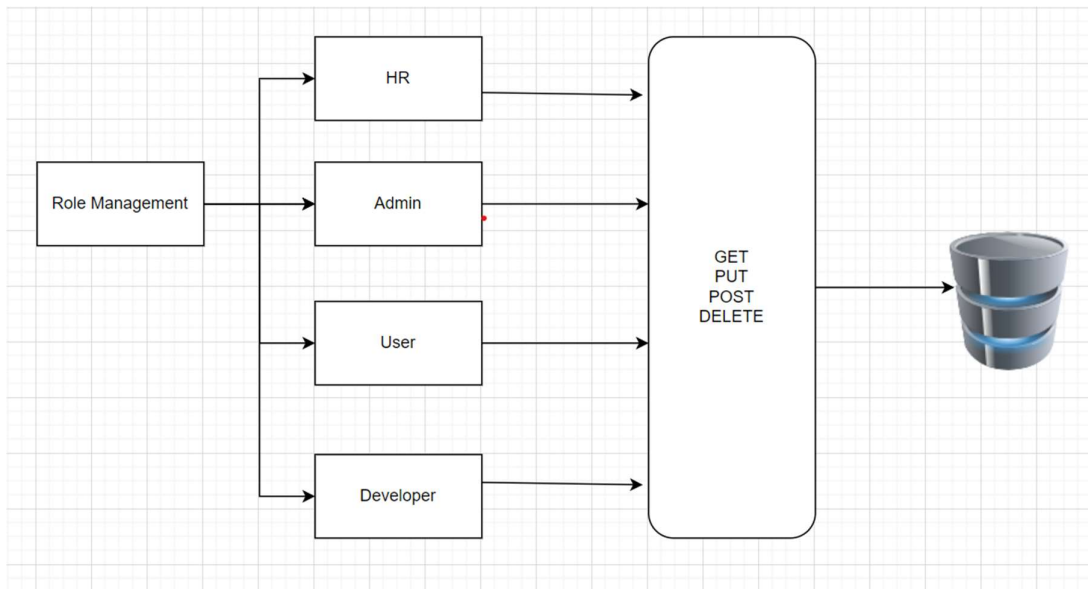 HR
Role Management
Admin
GET
PUT
POST
DELETE
User
Developer